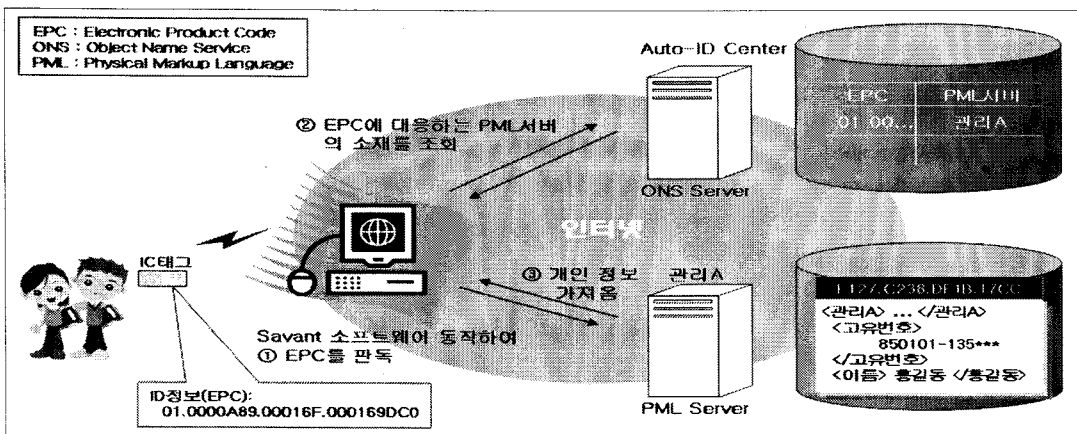 EPC : Electronic Product Code
ONS : Object Name Service
PML : Physical Markup Language
Auto-ID Center
EPC PML서버
01.00... 관리A
② EPC에 대응하는 PML서버
의 소재를 조회
ONS Server
인터넷
IC태그
③ 개인 정보
가져옴
관리A
Savant 소프트웨어 동작하여
① EPC를 판독
ID정보(EPC):
01.0000A89.00016F.000169DC0
PML Server
<관리A> ... </관리A>
<고유번호>
850101-135***
</고유번호>
<이름> 홍길동 </홍길동>